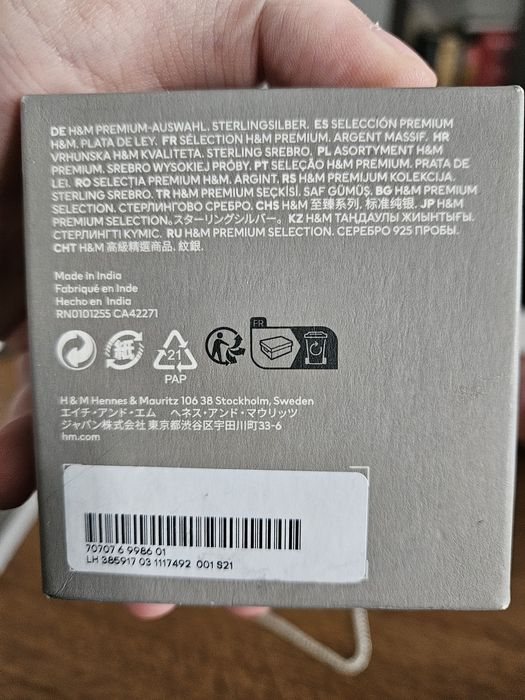 DE H&M PREMIUM-AUSWAHL. STERLINGSILBER. ES SELECCIÓN PREMIUM
H&M. PLATA DE LEY. FR SÉLECTION H&M PREMIUM. ARGENT MASSIF. HR
VRHUNSKA H&M KVALITETA. STERLING SREBRO. PL ASORTYMENT H&M
PREMIUM. SREBRO WYSOKIEJ PRÓBY. PT SELEÇÃO H&M PREMIUM. PRATA DE
LEI. RO SELECȚIA PREMIUM H&M. ARGINT. RS H&M PREMIJUM KOLEKCIJA.
STERLING SREBRO. TR H&M PREMIUM SEÇKİSİ. SAF GÜMÜŞ. BG H&M PREMIUM
SELECTION. СТЕРЛИНГОВО СРЕБРО. CHS H&M 至臻系列. 标准纯银. JP H&M
PREMIUM SELECTION。スターリングシルバー。 KZ H&M ТАҢДАУЛЫ ЖИЫНТЫҒЫ.
СТЕРЛИНГТІ КҮМІС. RU H&M PREMIUM SELECTION. СЕРЕБРО 925 ПРОБЫ.
CHT H&M 高級精選商品. 紋銀.
Made in India
Fabriqué en Inde
Hecho en India
RN0101255 CA42271
紙
21
PAP
FR
H & M Hennes & Mauritz 106 38 Stockholm, Sweden
エイチ・アンド・エム ヘネス・アンド・マウリッツ
ジャパン株式会社 東京都渋谷区宇田川町33-6
hm.com
70707 6 9986 01
LH 385917 03 1117492 001 S21